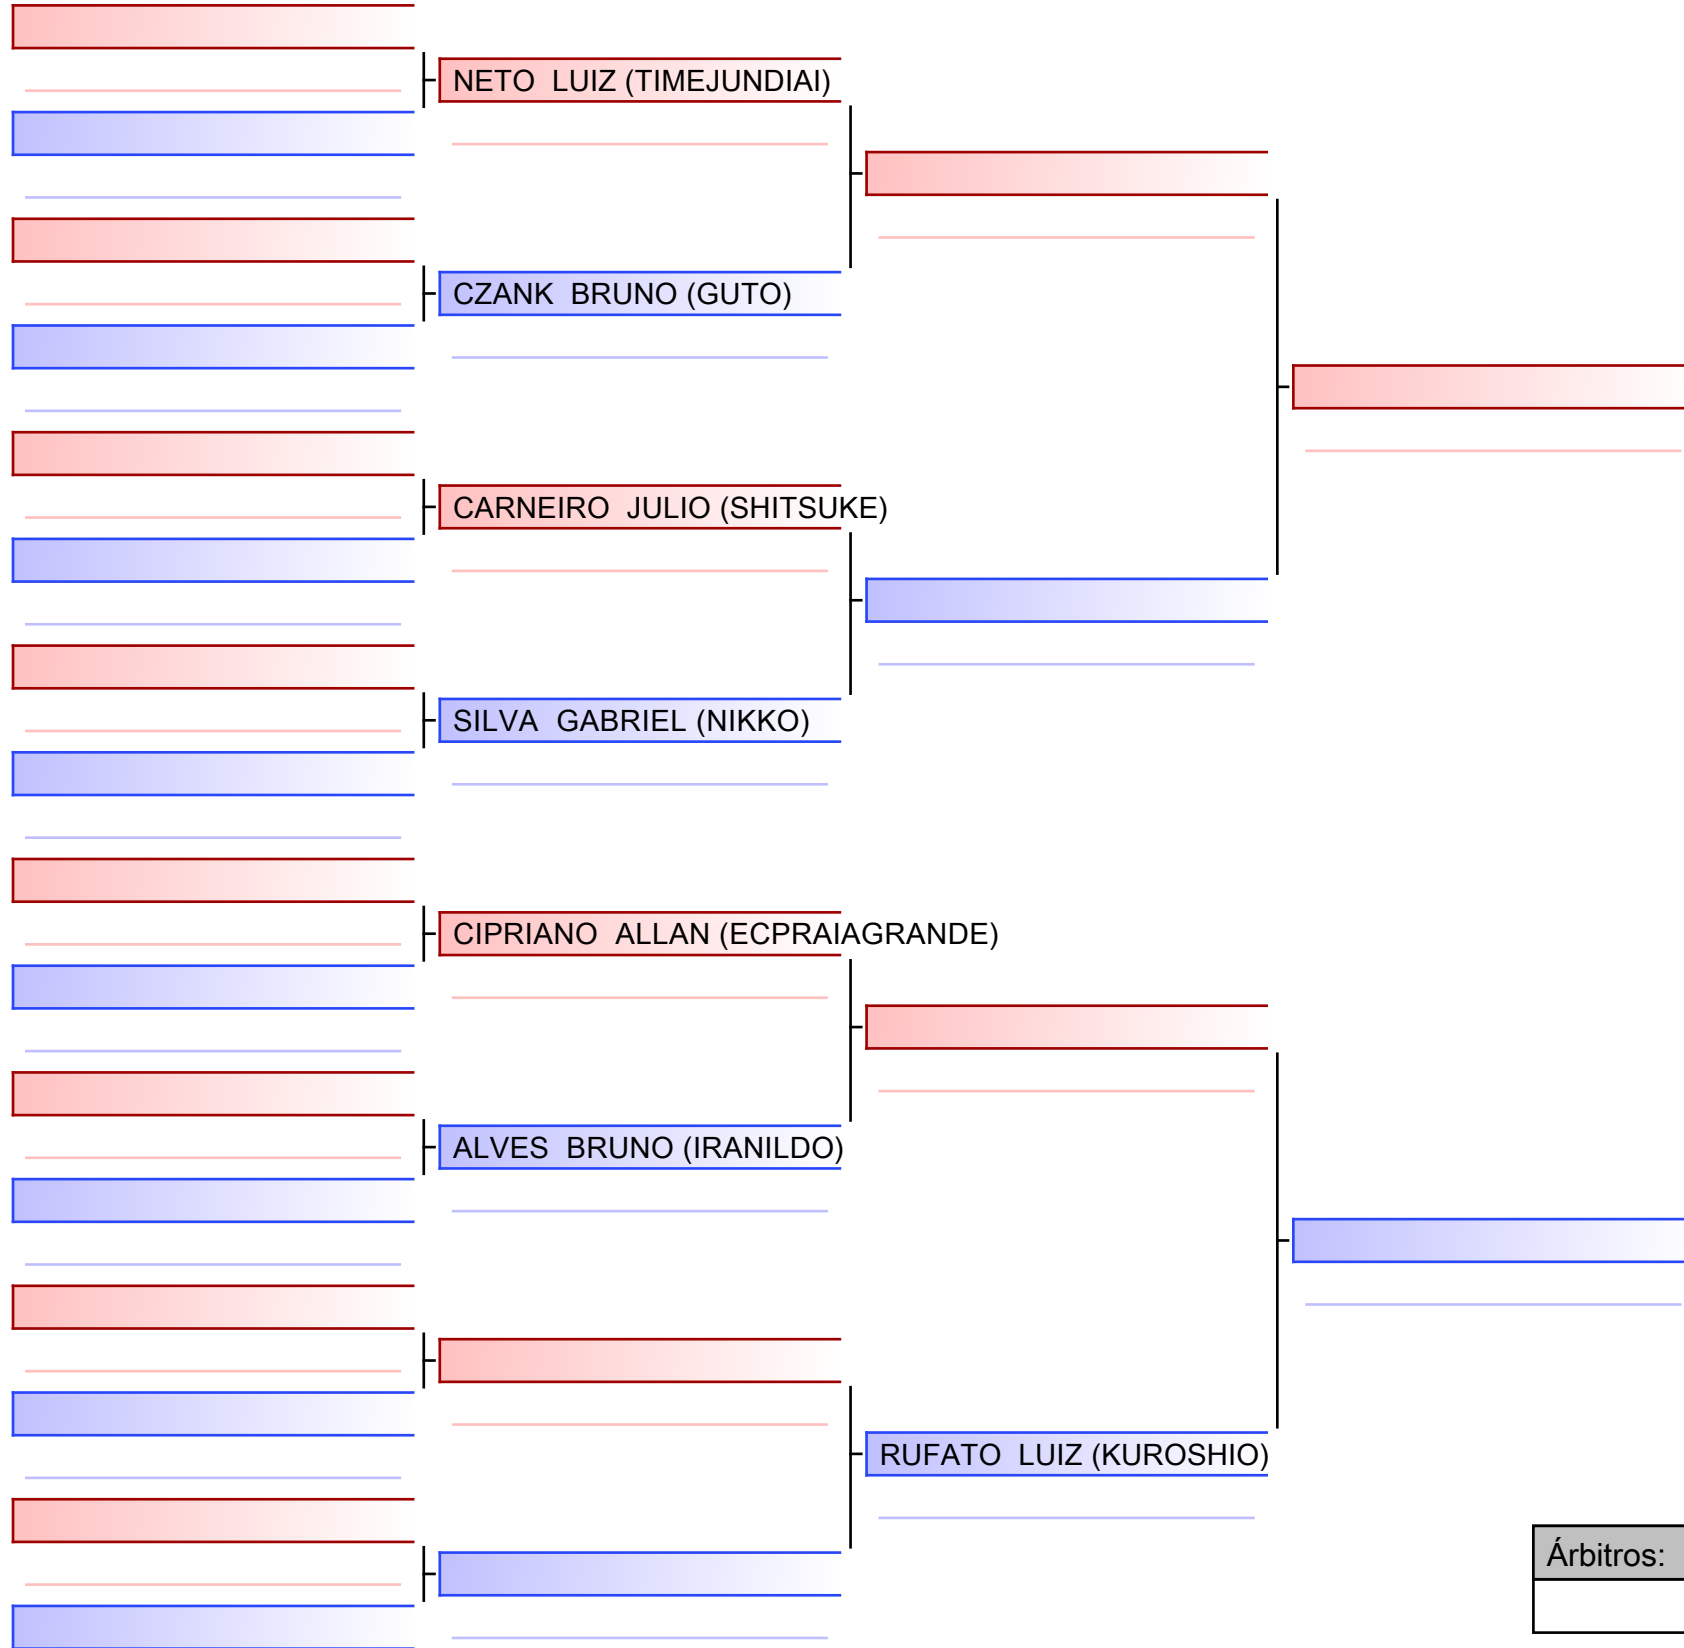 NETO LUIZ (TIMEJUNDIAI)
CZANK BRUNO (GUTO)
CARNEIRO JULIO (SHITSUKE)
SILVA GABRIEL (NIKKO)
CIPRIANO ALLAN (ECPRAIAGRANDE)
ALVES BRUNO (IRANILDO)
RUFATO LUIZ (KUROSHIO)
Árbitros: